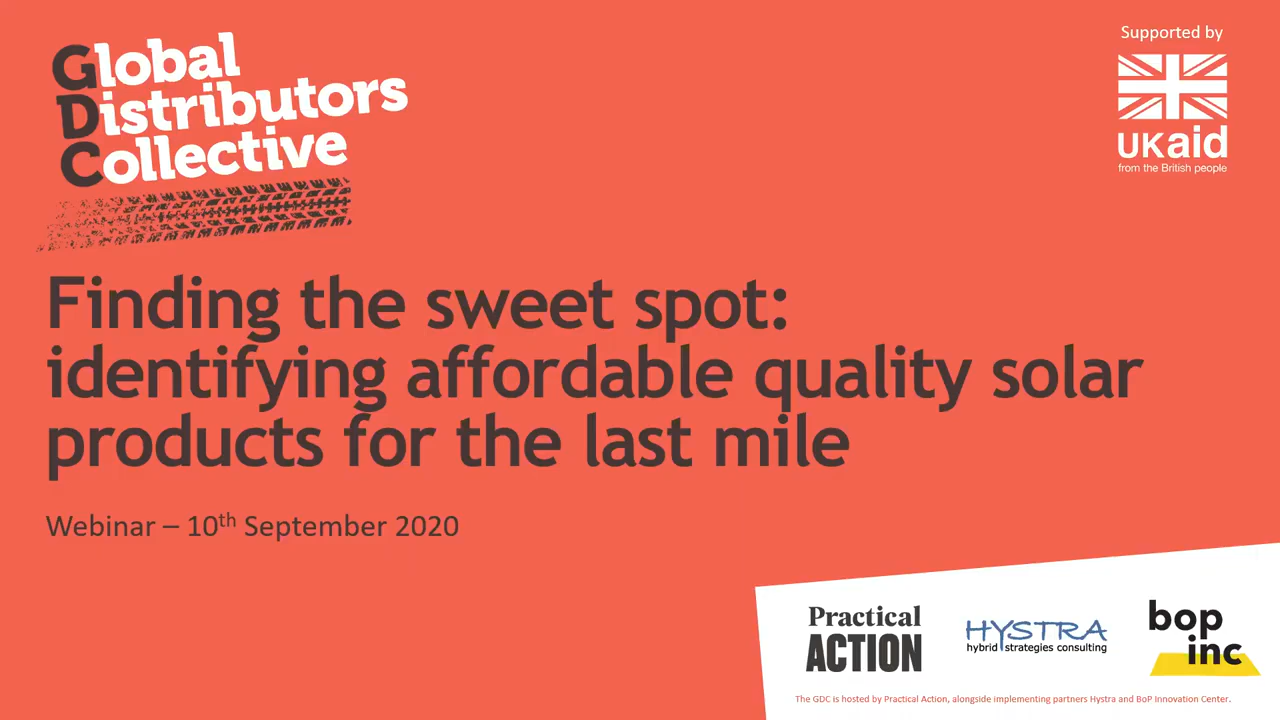 Global
Distributors
Collective
Supported by
UKaid
from the British people
Finding the sweet spot:
identifying affordable quality solar
products for the last mile
Webinar – 10th September 2020
Practical
ACTION
HYSTRA
hybrid strategies consulting
bop
inc
The GDC is hosted by Practical Action, alongside implementing partners Hystra and BoP Innovation Center.